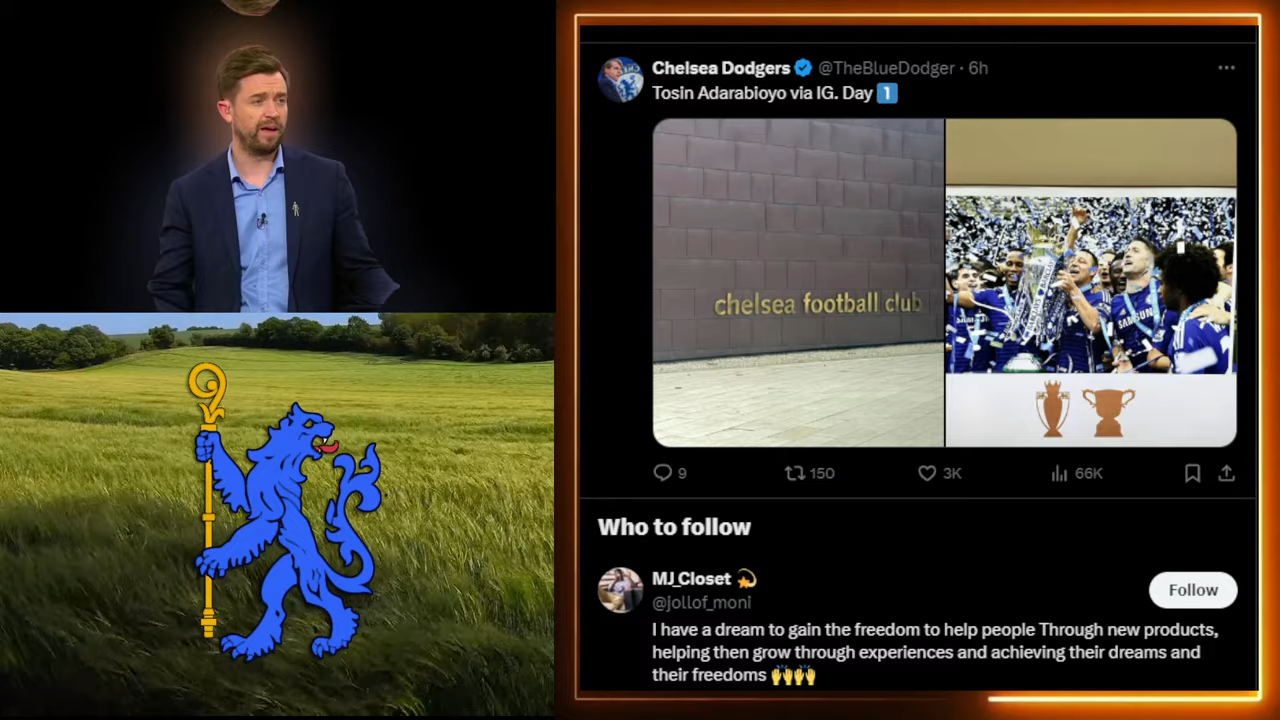 Chelsea Dodgers @TheBlueDodger · 6h
Tosin Adarabioyo via IG. Day 1
chelsea football club
SAMSUNG
9 150 3K 66K
Who to follow
MJ_Closet 💫
@jollof_moni
Follow
I have a dream to gain the freedom to help people Through new products,
helping then grow through experiences and achieving their dreams and
their freedoms 🙌🙌